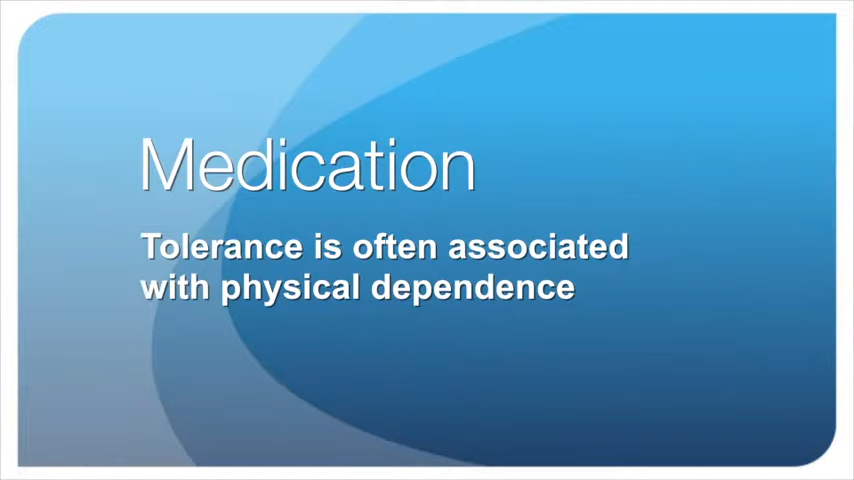 Medication
Tolerance is often associated
with physical dependence